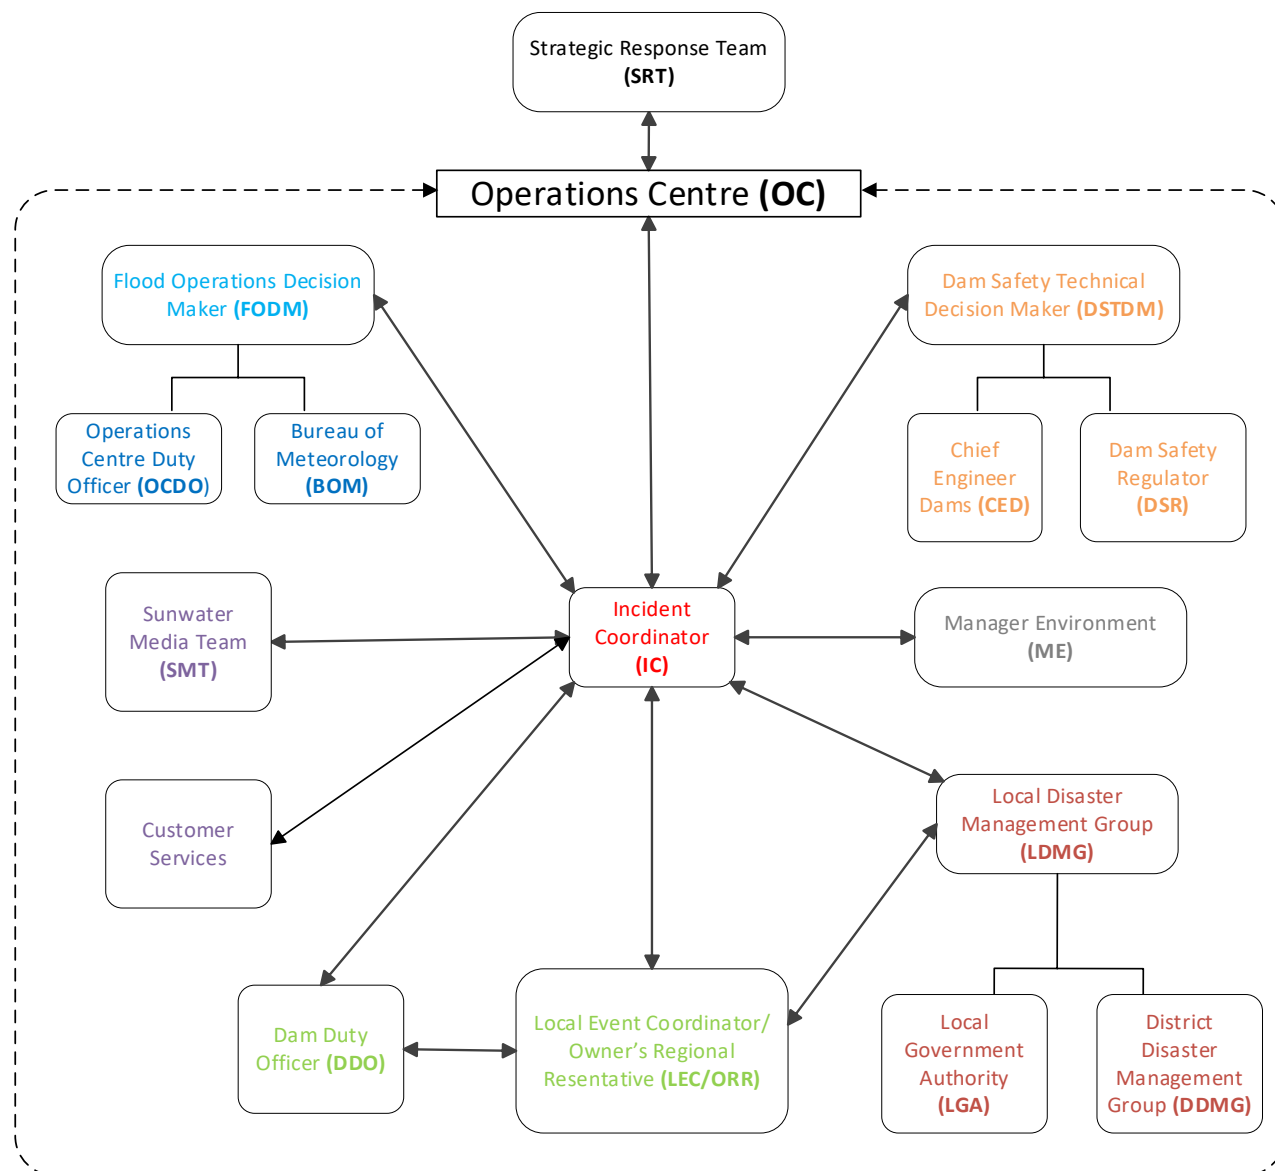 Strategic Response Team
(SRT)
Operations Centre (OC)
Flood Operations Decision
Maker (FODM)
Dam Safety Technical
Decision Maker (DSTDM)
Operations
Centre Duty
Officer (OCDO)
Bureau of
Meteorology
(BOM)
Chief
Engineer
Dams (CED)
Dam Safety
Regulator
(DSR)
Sunwater
Media Team
(SMT)
Incident
Coordinator
(IC)
Manager Environment
(ME)
Customer
Services
Local Disaster
Management Group
(LDMG)
Dam Duty
Officer (DDO)
Local Event Coordinator/
Owner’s Regional
Resentative (LEC/ORR)
Local
Government
Authority
(LGA)
District
Disaster
Management
Group (DDMG)